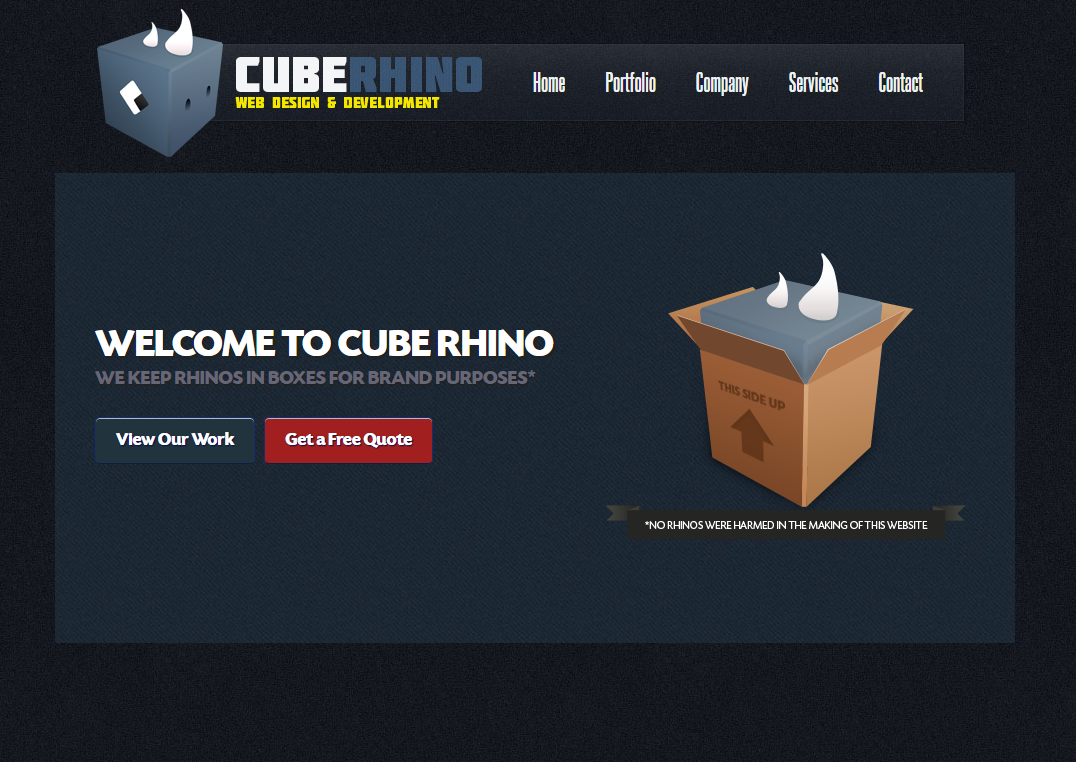 CUBERHINO
WEB DESIGN & DEVELOPMENT
Home Portfolio Company Services Contact
WELCOME TO CUBE RHINO
WE KEEP RHINOS IN BOXES FOR BRAND PURPOSES*
View Our Work Get a Free Quote
THIS SIDE UP
*NO RHINOS WERE HARMED IN THE MAKING OF THIS WEBSITE